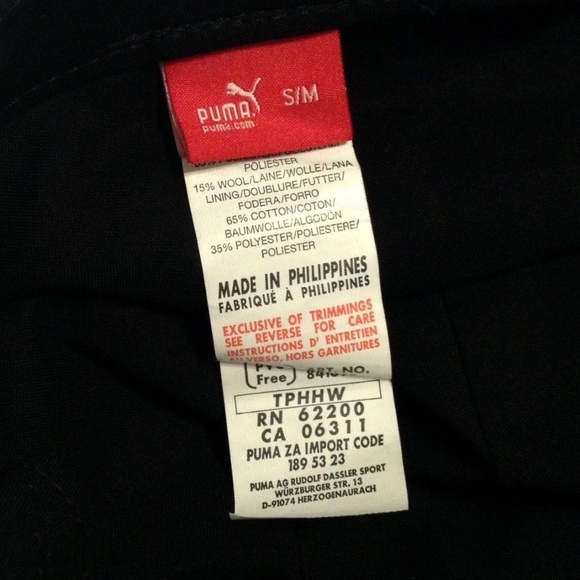 PUMA
puma.com
S/M
POLIESTER
15% WOOL/LAINE/WOLLE/LANA
LINING/DOUBLURE/FUTTER/
FODERA/FORRO
65% COTTON/COTON/
BAUMWOLLE/ALGODÓN
35% POLYESTER/POLIESTERE/
POLIESTER
MADE IN PHILIPPINES
FABRIQUÉ À PHILIPPINES
EXCLUSIVE OF TRIMMINGS
SEE REVERSE FOR CARE
INSTRUCTIONS D' ENTRETIEN
AU VERSO, HORS GARNITURES
Free NO.
TPHHW
RN 62200
CA 06311
PUMA ZA IMPORT CODE
189 53 23
PUMA AG RUDOLF DASSLER SPORT
WÜRZBURGER STR. 13
D-91074 HERZOGENAURACH